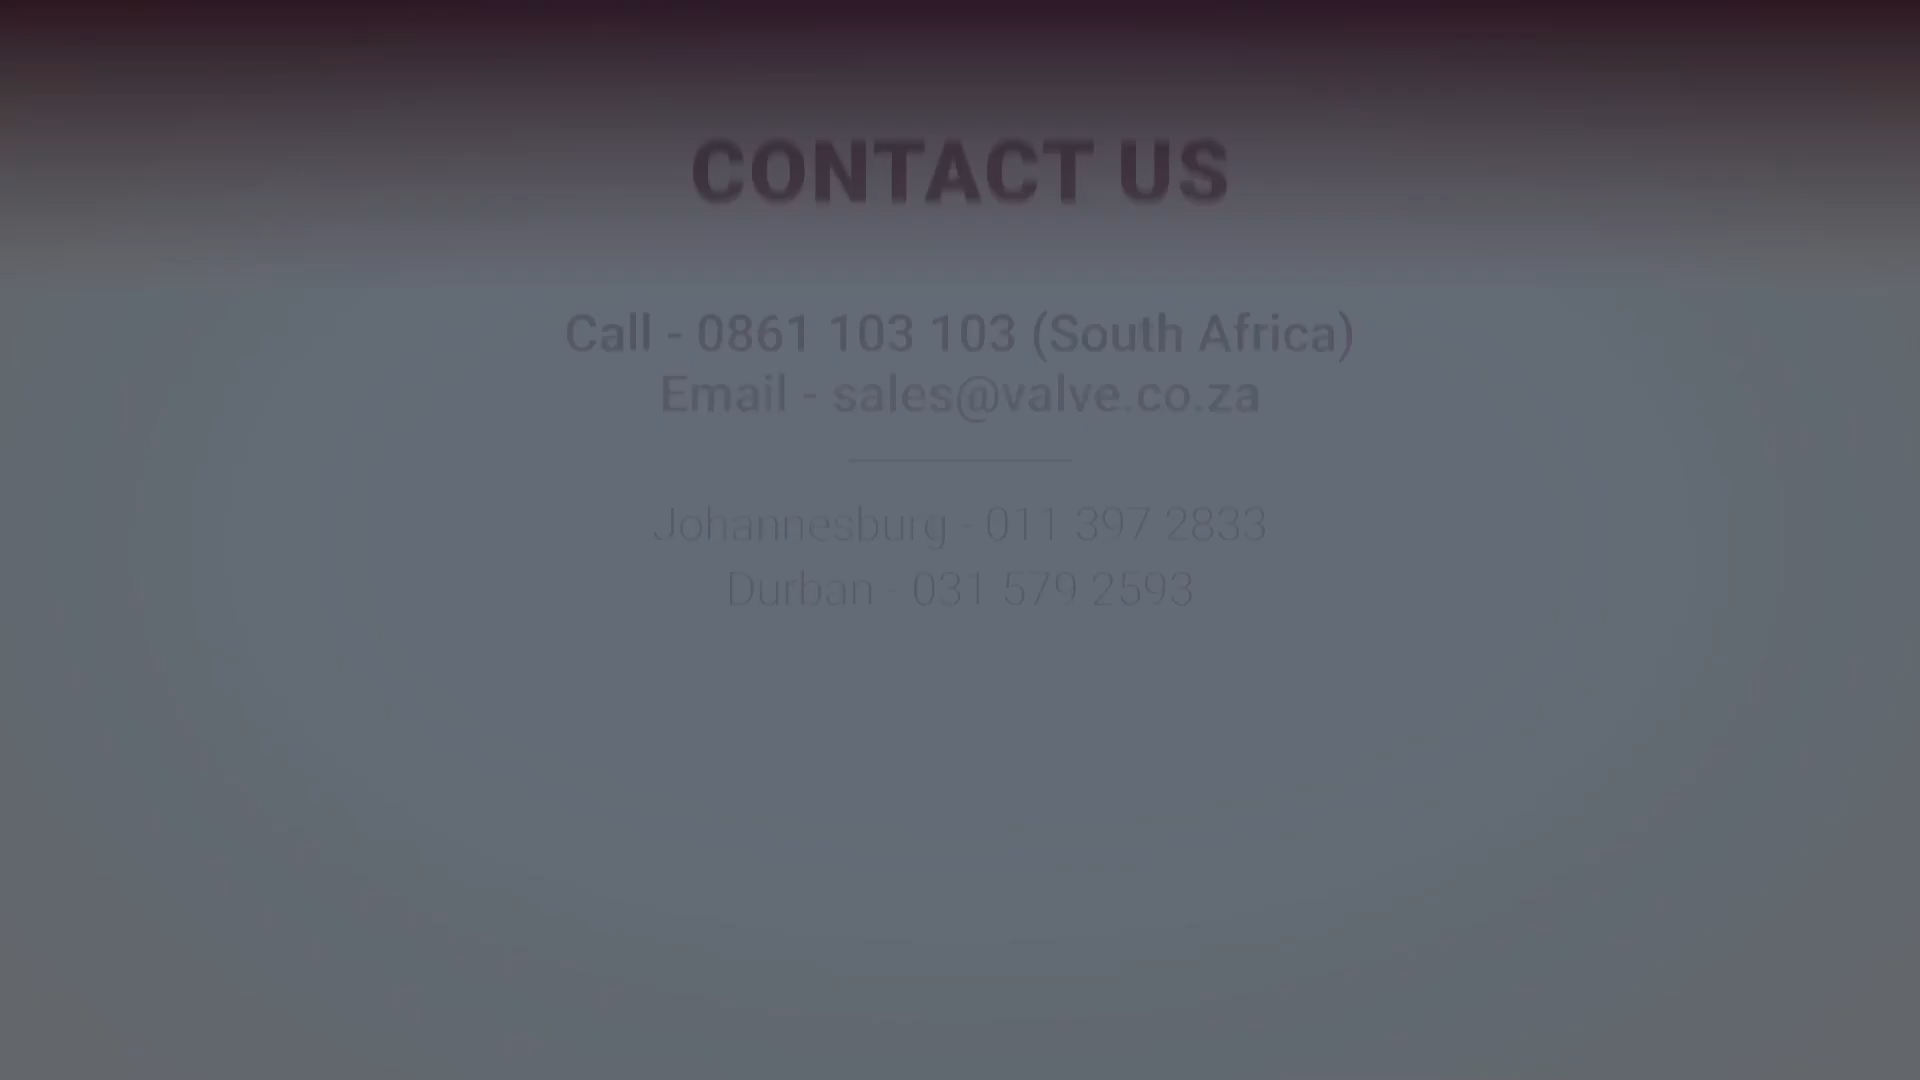 CONTACT US
Call - 0861 103 103 (South Africa)
Email - sales@valve.co.za
Johannesburg - 011 397 2833
Durban - 031 579 2593